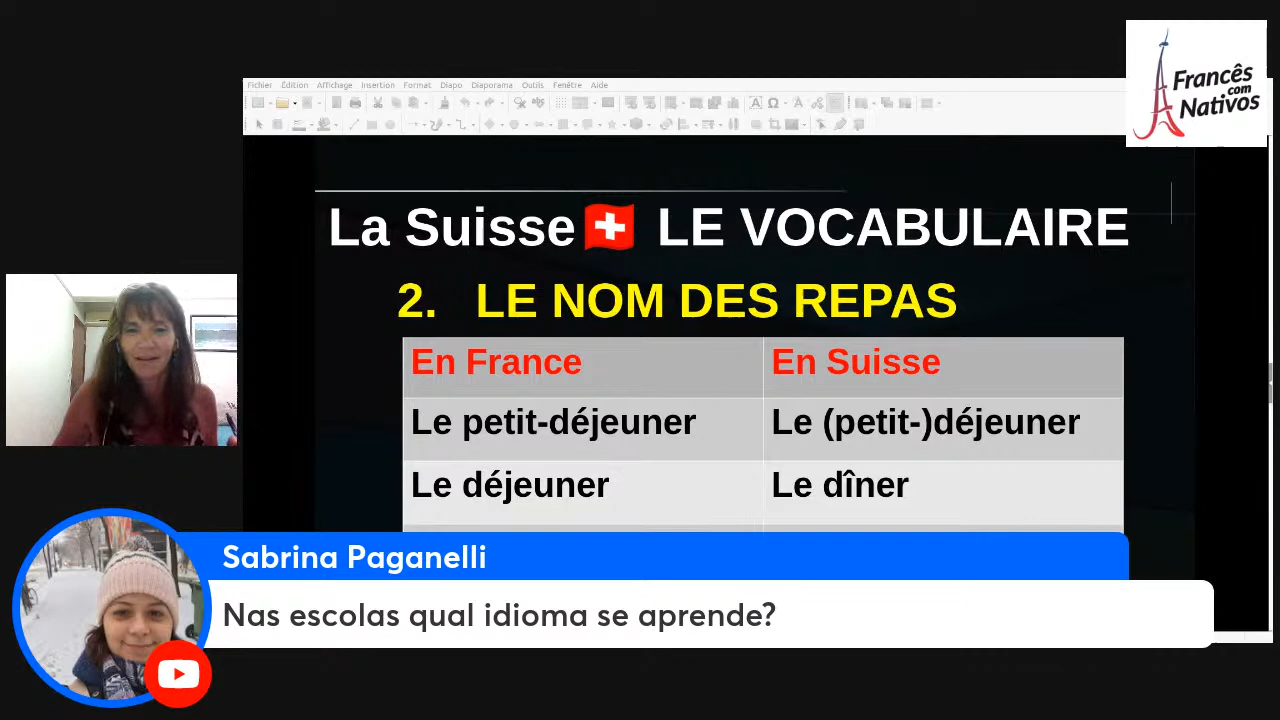 Fichier Édition Affichage Insertion Format Diapo Diaporama Outils Fenêtre Aide
Francês
com
Nativos
La Suisse LE VOCABULAIRE
2. LE NOM DES REPAS
En France En Suisse
Le petit-déjeuner Le (petit-)déjeuner
Le déjeuner Le dîner
Sabrina Paganelli
Nas escolas qual idioma se aprende?